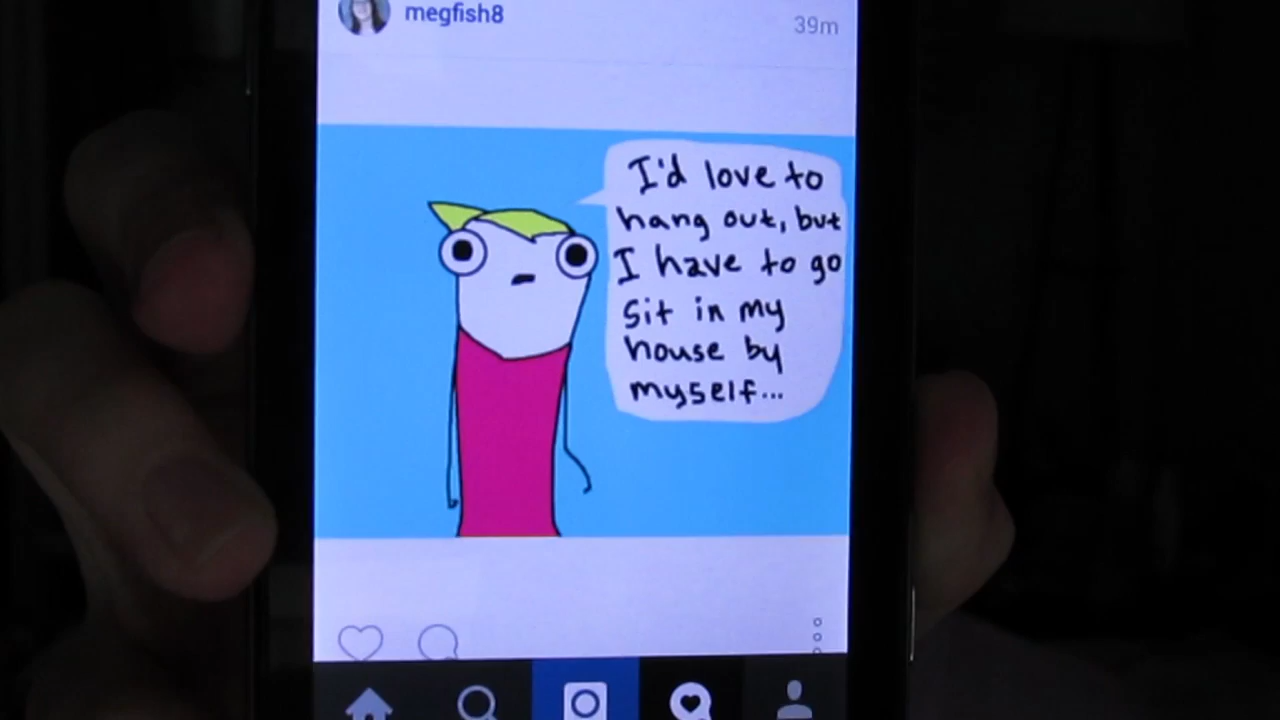 megfish8
39m
I'd love to
hang out, but
I have to go
sit in my
house by
myself...